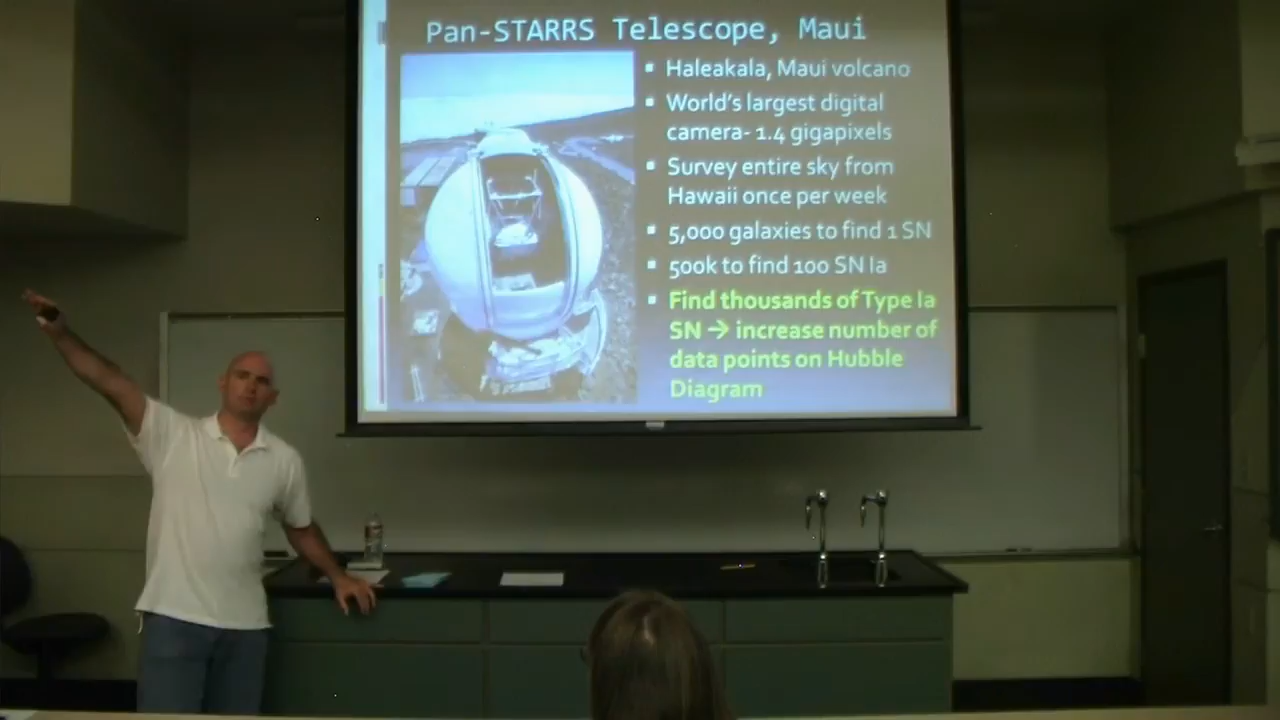 Pan-STARRS Telescope, Maui
▪ Haleakala, Maui volcano
▪ World's largest digital
camera- 1.4 gigapixels
▪ Survey entire sky from
Hawaii once per week
▪ 5,000 galaxies to find 1 SN
▪ 500k to find 100 SN Ia
▪ Find thousands of Type Ia
SN → increase number of
data points on Hubble
Diagram